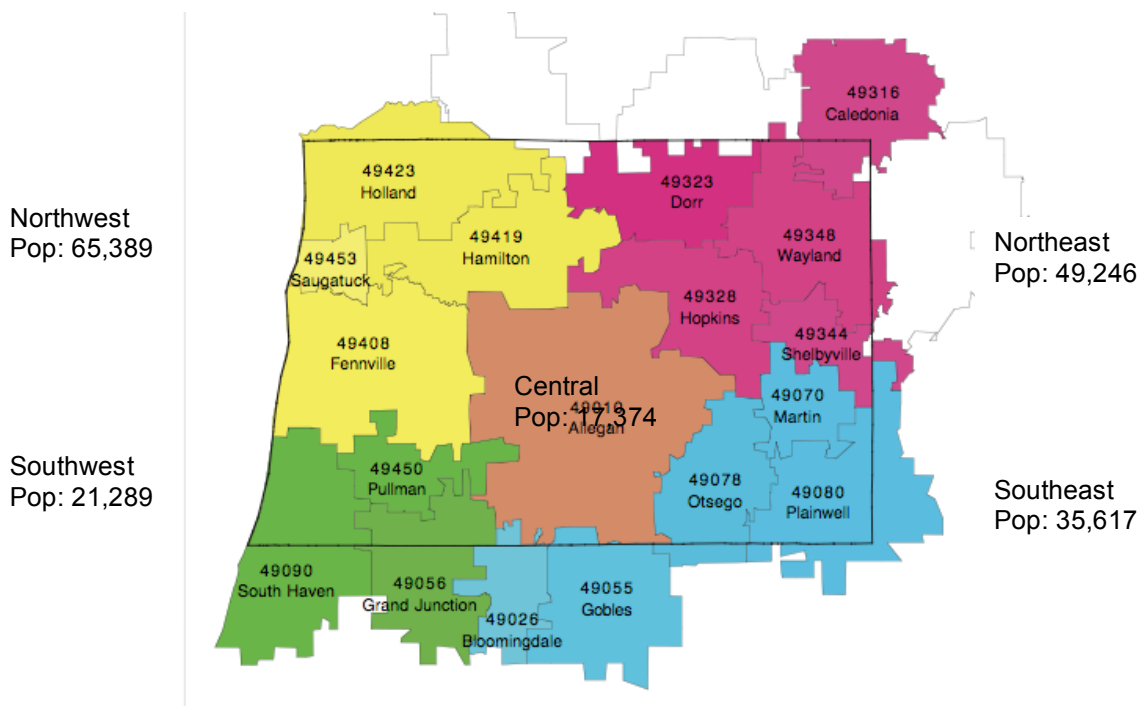 49316
Caledonia
49423
Holland
49323
Dorr
Northwest
Pop: 65,389
49419
Hamilton
49348
Wayland
Northeast
Pop: 49,246
49453
Saugatuck
49328
Hopkins
49344
Shelbyville
49408
Fennville
Central
Pop: 17,374
49010
Allegan
49070
Martin
Southwest
Pop: 21,289
49450
Pullman
49078
Otsego
49080
Plainwell
Southeast
Pop: 35,617
49090
South Haven
49056
Grand Junction
49055
Gobles
49026
Bloomingdale